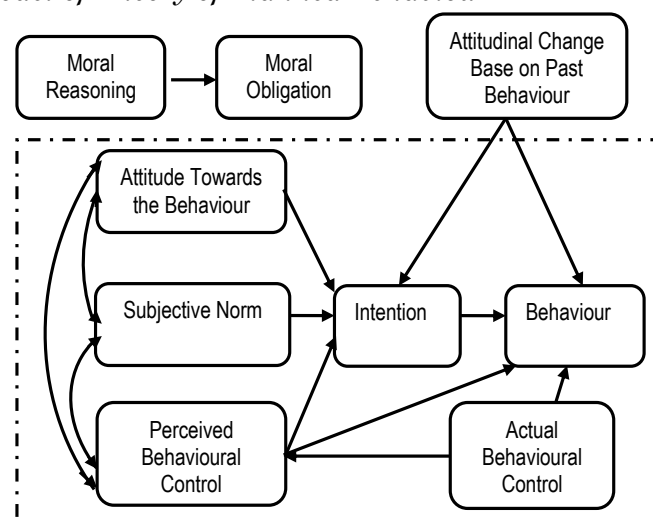 Moral
Reasoning
Moral
Obligation
Attitudinal Change
Base on Past
Behaviour
Attitude Towards
the Behaviour
Subjective Norm
Intention
Behaviour
Perceived
Behavioural
Control
Actual
Behavioural
Control